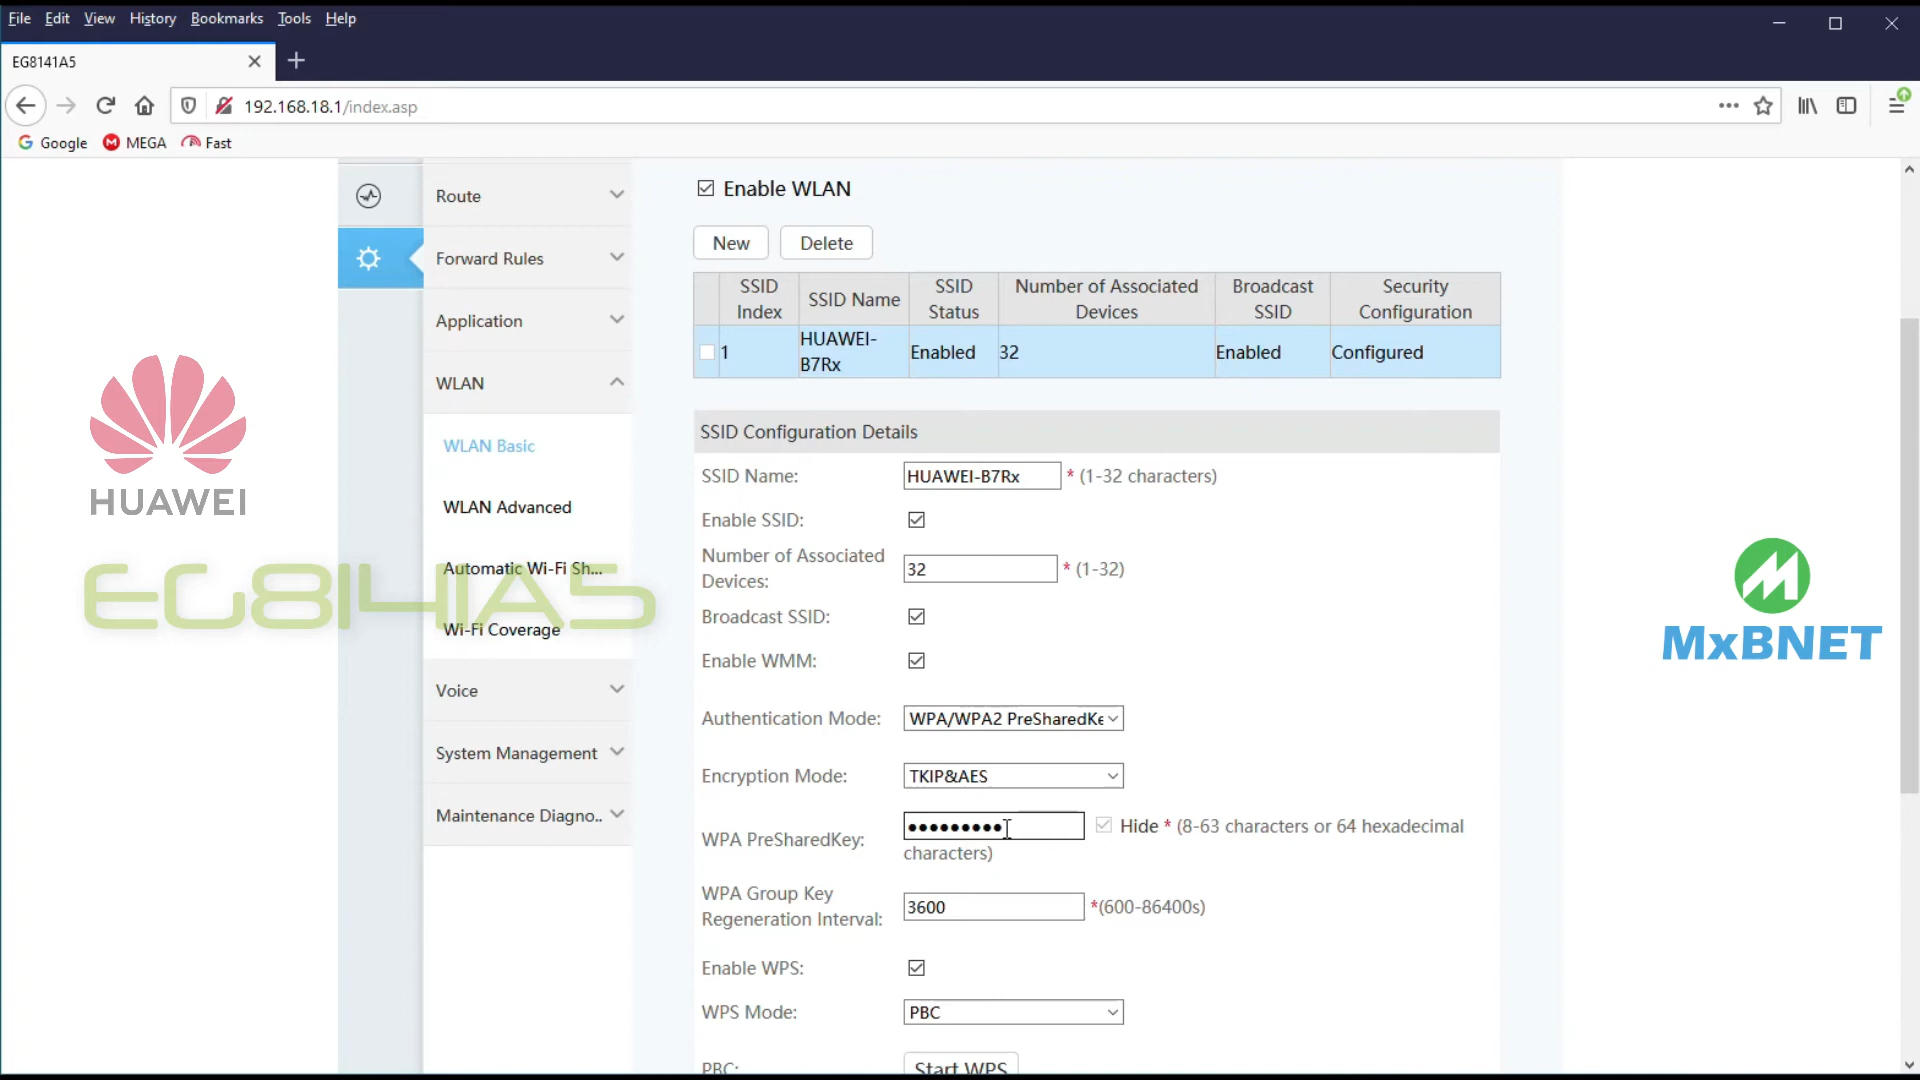 File Edit View History Bookmarks Tools Help
EG8141A5
192.168.18.1/index.asp
Google MEGA Fast
Route
Forward Rules
Application
WLAN
WLAN Basic
WLAN Advanced
Automatic Wi-Fi Sh...
Wi-Fi Coverage
Voice
System Management
Maintenance Diagno..
HUAWEI
EG8141A5
Enable WLAN
New Delete
SSID Index SSID Name SSID Status Number of Associated Devices Broadcast SSID Security Configuration
1 HUAWEI-B7Rx Enabled 32 Enabled Configured
SSID Configuration Details
SSID Name: HUAWEI-B7Rx * (1-32 characters)
Enable SSID:
Number of Associated Devices: 32 * (1-32)
Broadcast SSID:
Enable WMM:
Authentication Mode: WPA/WPA2 PreSharedKe
Encryption Mode: TKIP&AES
WPA PreSharedKey: ●●●●●●●●● Hide * (8-63 characters or 64 hexadecimal
characters)
WPA Group Key
Regeneration Interval: 3600 *(600-86400s)
Enable WPS:
WPS Mode: PBC
PBC: Start WPS
MxBNET